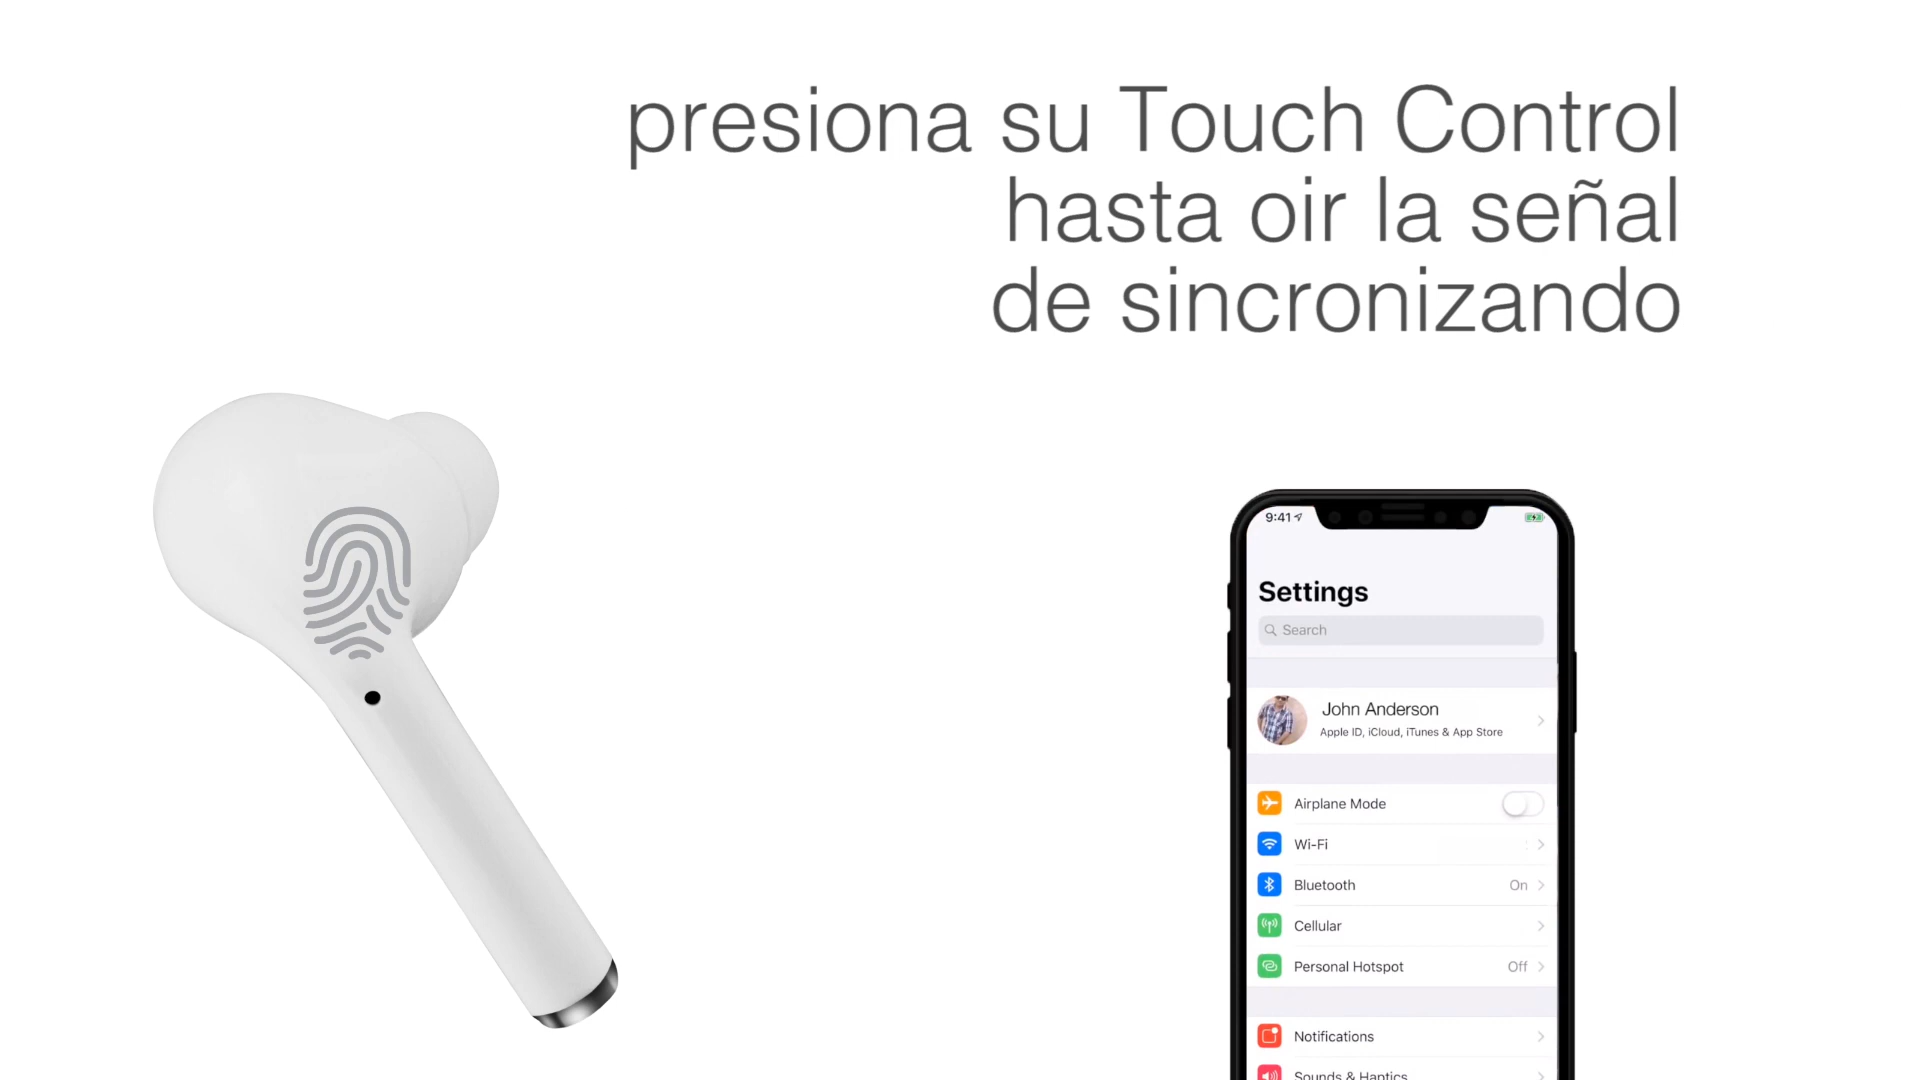 presiona su Touch Control
hasta oir la señal
de sincronizando
9:41
Settings
Search
John Anderson
Apple ID, iCloud, iTunes & App Store
Airplane Mode
Wi-Fi
Bluetooth On
Cellular
Personal Hotspot Off
Notifications
Sounds & Haptics